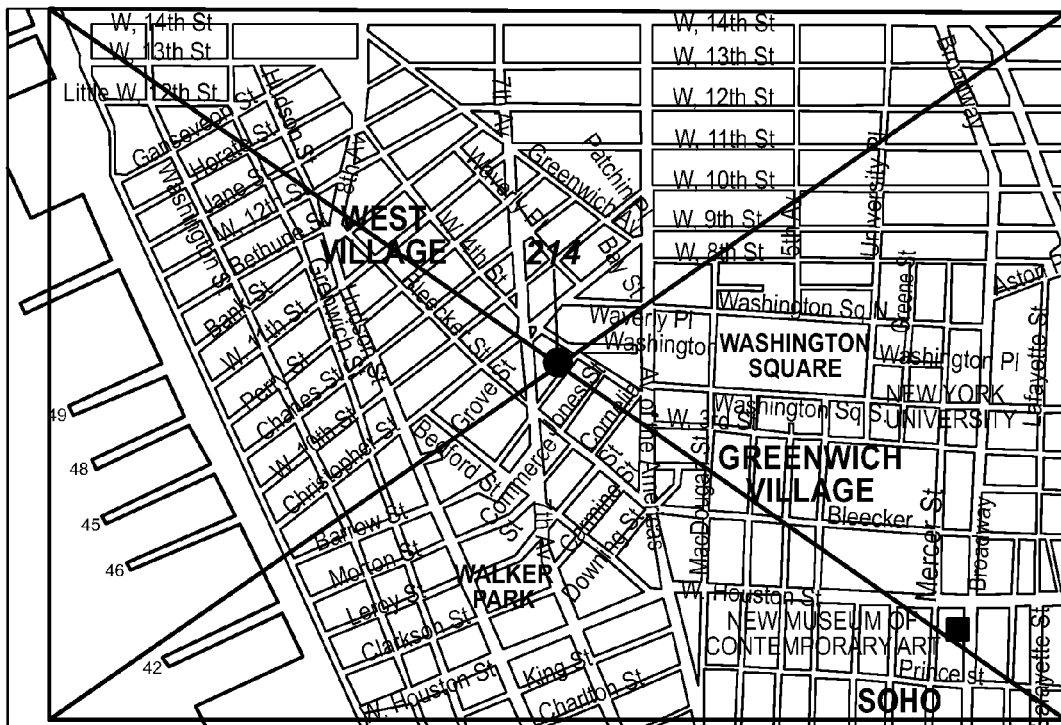 W, 14th St
W, 14th St
W, 13th St
W, 13th St
Little W, 12th St
W, 12th St
Broadway
7th AV
Hudson St
Gansevoort St
Horatio St
W, 11th St
Patchin Pl
Greenwich AV
University Pl
8th AV
Waverly Pl
Jane St
W, 10th St
Washington St
W, 12th St
W, 9th St
5th AV
WEST
VILLAGE
W, 4th St
214
Bay S.
W, 8th St
Bethune St
Greene St
Aston P
Bank St
Greenwich St
Hudson St
Bleecker St
Washington Sq N.
Waverly Pl
W, 11th St
Washington
WASHINGTON
SQUARE
Washington Pl
Lafayette St
Perry St
Grove St
Jones St
Cornelia
Av of the Americas
NEW YORK
UNIVERSITY
49
Charles St
W, 3rd St
Washington Sq S.
W, 10th St
Bedford St
Commerce
St
Christopher St
MacDougal St
GREENWICH
VILLAGE
48
45
Barrow St
7th AV
Carmine
Downing St
Bleecker
Mercer St
Broadway
46
Morton St
WALKER
PARK
Leroy St
W, Houston St
NEW MUSEUM OF
CONTEMPORARY ART
Clarkson St
42
King St
Prince st
Lafayette St
W. Houston St
Charlton St
SOHO